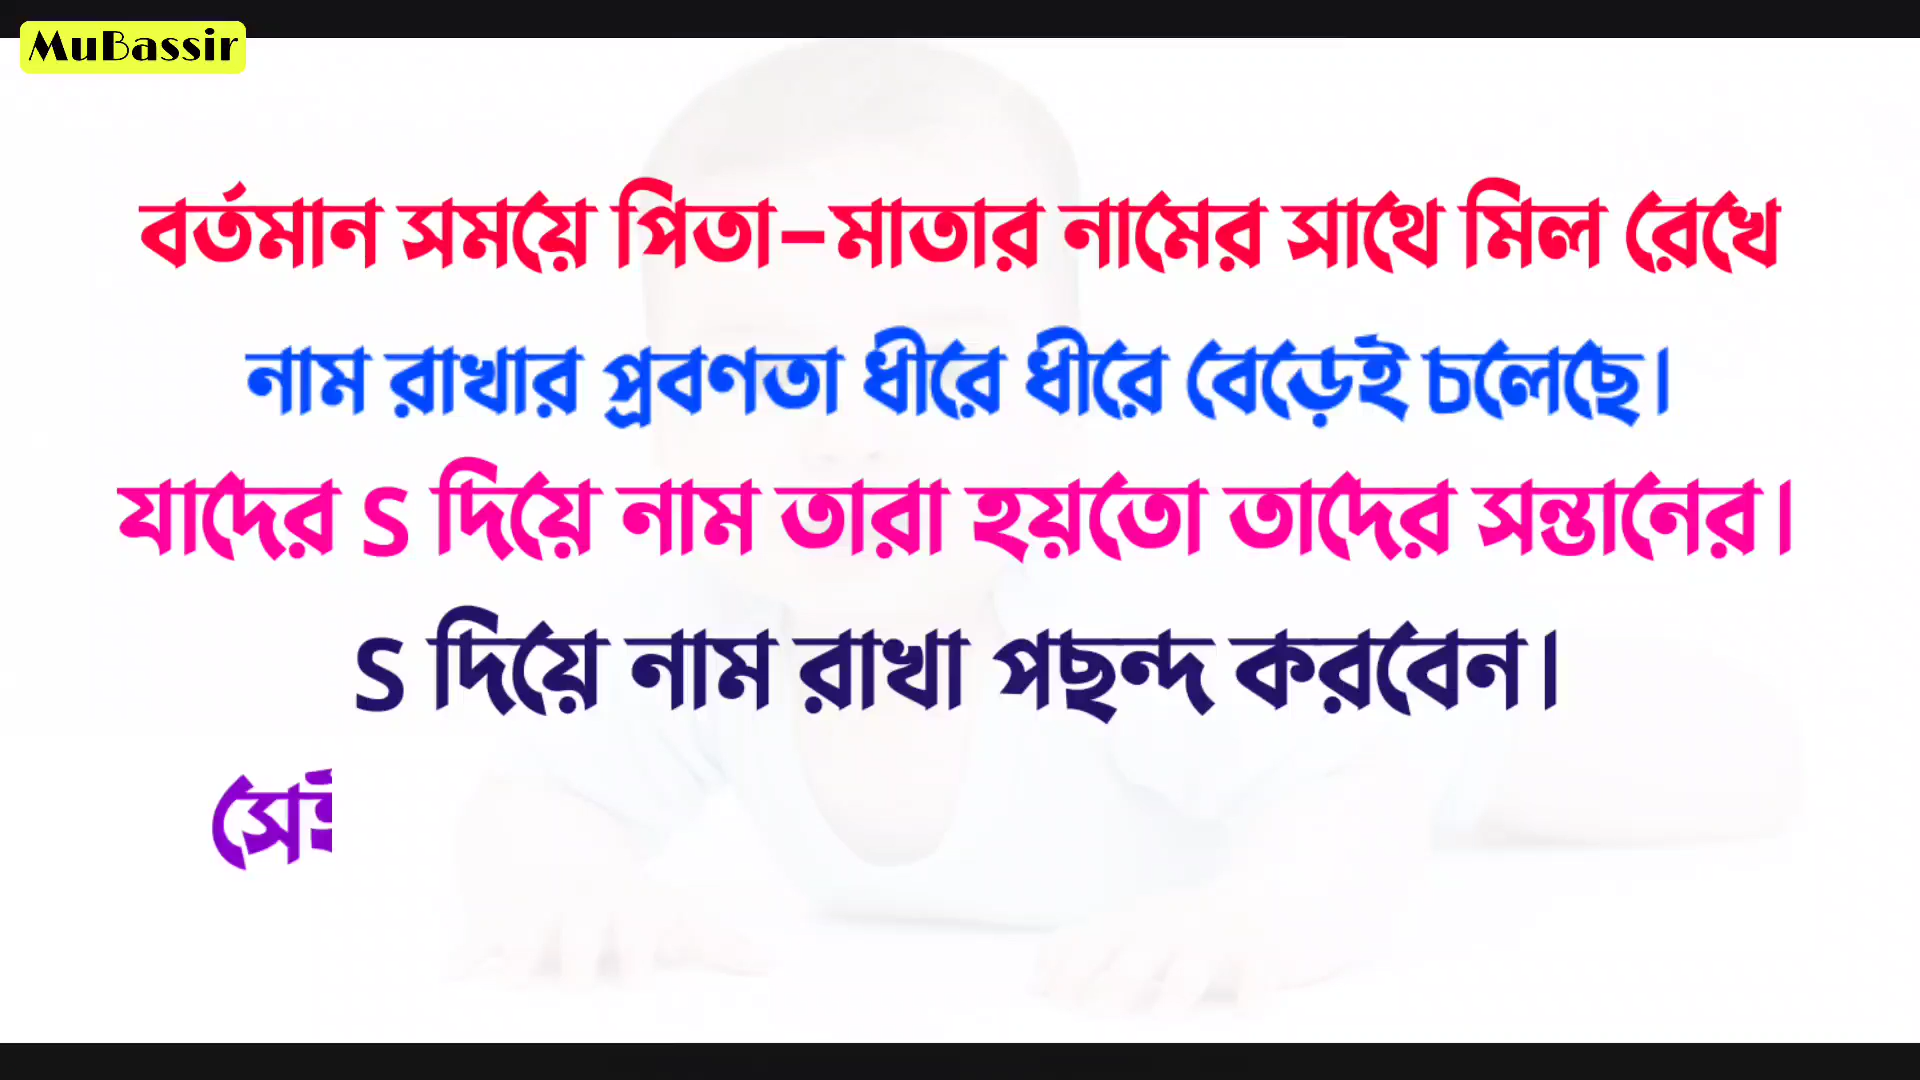 MuBassir
বর্তমান সময়ে পিতা-মাতার নামের সাথে মিল রেখে
নাম রাখার প্রবণতা ধীরে ধীরে বেড়েই চলেছে।
যাদের S দিয়ে নাম তারা হয়তো তাদের সন্তানের।
S দিয়ে নাম রাখা পছন্দ করবেন।